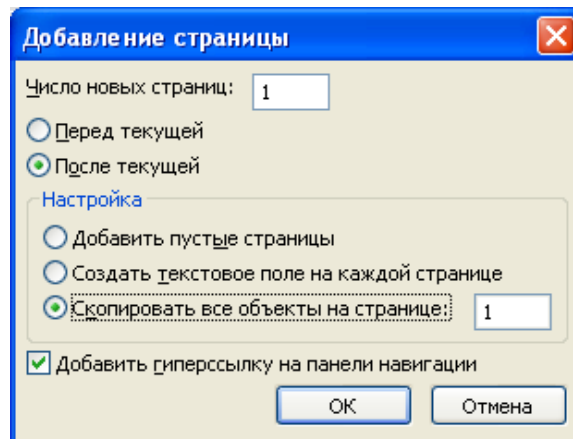 Добавление страницы
Число новых страниц: 1
Перед текущей
После текущей
Настройка
Добавить пустые страницы
Создать текстовое поле на каждой странице
Скопировать все объекты на странице: 1
Добавить гиперссылку на панели навигации
ОК Отмена